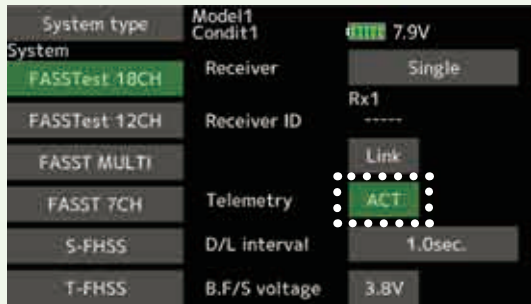 System type
Model1
Condit1
7.9V
System
FASSTest 18CH
Receiver
Single
Rx1
FASSTest 12CH
Receiver ID
-----
FASST MULTI
Link
FASST 7CH
Telemetry
ACT
S-FHSS
D/L interval
1.0sec.
T-FHSS
B.F/S voltage
3.8V